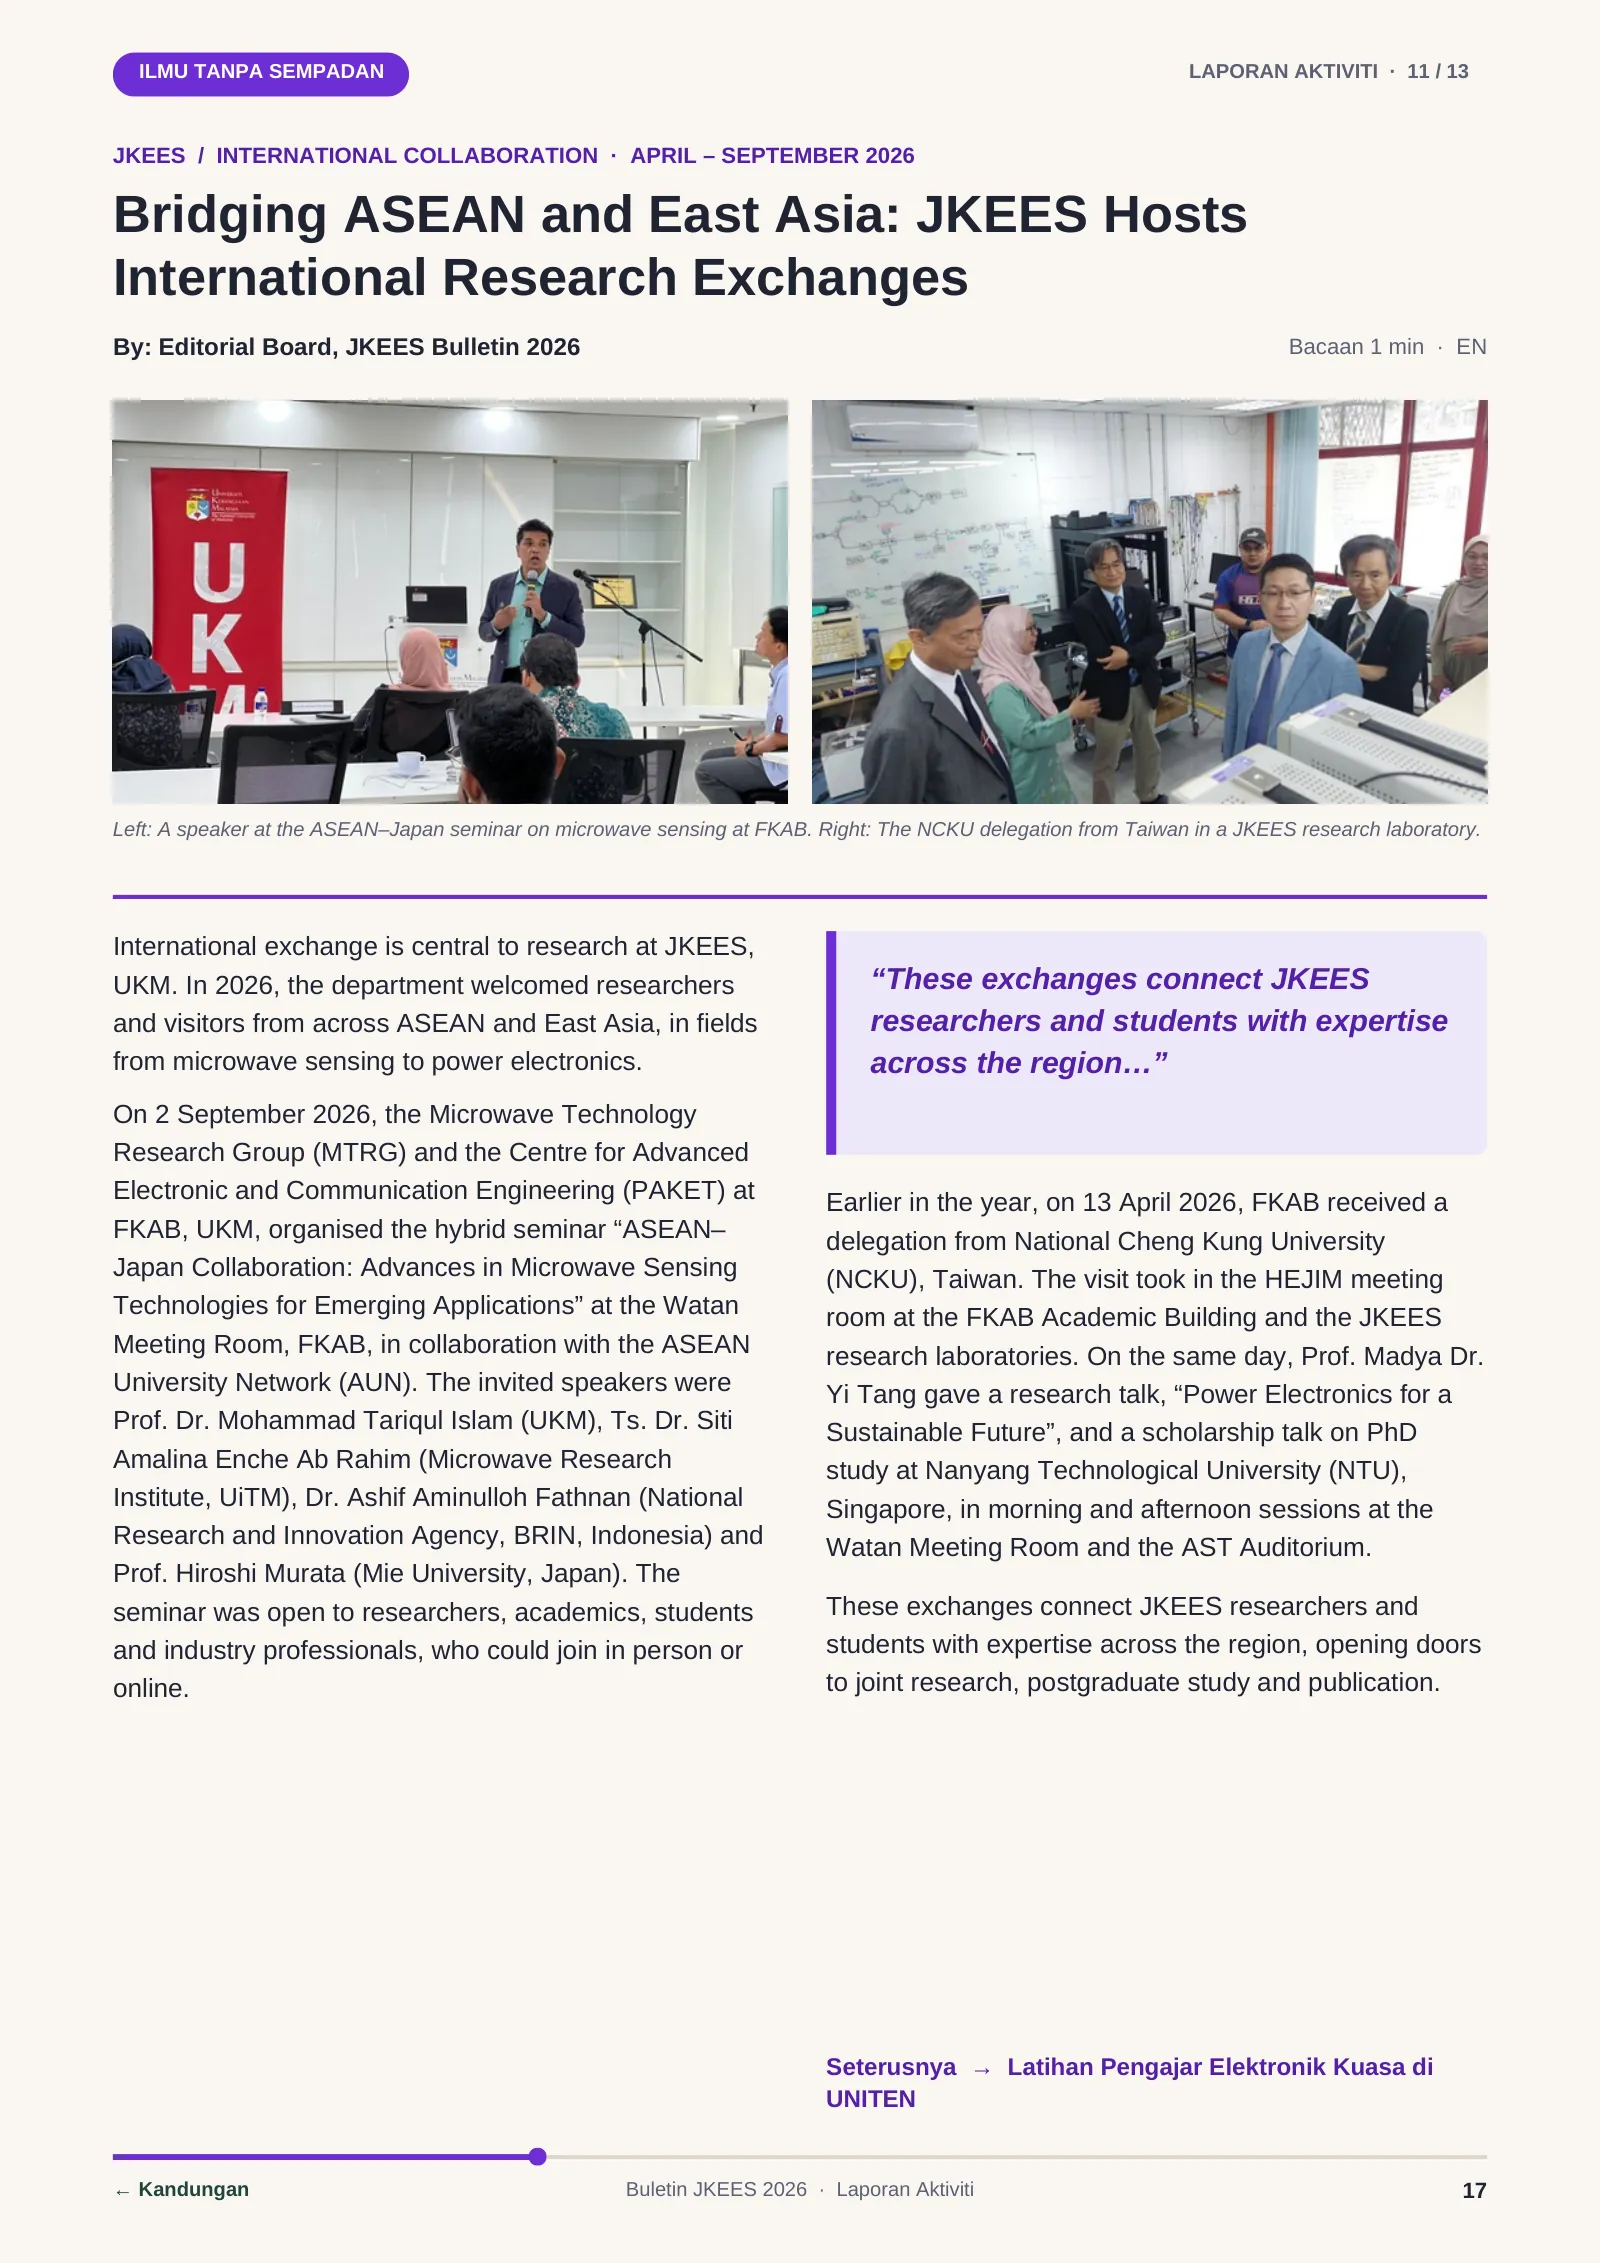 ILMU TANPA SEMPADAN
LAPORAN AKTIVITI · 11 / 13
JKEES / INTERNATIONAL COLLABORATION · APRIL – SEPTEMBER 2026
Bridging ASEAN and East Asia: JKEES Hosts
International Research Exchanges
By: Editorial Board, JKEES Bulletin 2026
Bacaan 1 min · EN
UNIVERSITI
KEBANGSAAN
MALAYSIA
U
K
M
Left: A speaker at the ASEAN–Japan seminar on microwave sensing at FKAB. Right: The NCKU delegation from Taiwan in a JKEES research laboratory.
International exchange is central to research at JKEES,
UKM. In 2026, the department welcomed researchers
and visitors from across ASEAN and East Asia, in fields
from microwave sensing to power electronics.
On 2 September 2026, the Microwave Technology
Research Group (MTRG) and the Centre for Advanced
Electronic and Communication Engineering (PAKET) at
FKAB, UKM, organised the hybrid seminar “ASEAN–
Japan Collaboration: Advances in Microwave Sensing
Technologies for Emerging Applications” at the Watan
Meeting Room, FKAB, in collaboration with the ASEAN
University Network (AUN). The invited speakers were
Prof. Dr. Mohammad Tariqul Islam (UKM), Ts. Dr. Siti
Amalina Enche Ab Rahim (Microwave Research
Institute, UiTM), Dr. Ashif Aminulloh Fathnan (National
Research and Innovation Agency, BRIN, Indonesia) and
Prof. Hiroshi Murata (Mie University, Japan). The
seminar was open to researchers, academics, students
and industry professionals, who could join in person or
online.
“These exchanges connect JKEES
researchers and students with expertise
across the region…”
Earlier in the year, on 13 April 2026, FKAB received a
delegation from National Cheng Kung University
(NCKU), Taiwan. The visit took in the HEJIM meeting
room at the FKAB Academic Building and the JKEES
research laboratories. On the same day, Prof. Madya Dr.
Yi Tang gave a research talk, “Power Electronics for a
Sustainable Future”, and a scholarship talk on PhD
study at Nanyang Technological University (NTU),
Singapore, in morning and afternoon sessions at the
Watan Meeting Room and the AST Auditorium.
These exchanges connect JKEES researchers and
students with expertise across the region, opening doors
to joint research, postgraduate study and publication.
Seterusnya → Latihan Pengajar Elektronik Kuasa di
UNITEN
← Kandungan
Buletin JKEES 2026 · Laporan Aktiviti
17